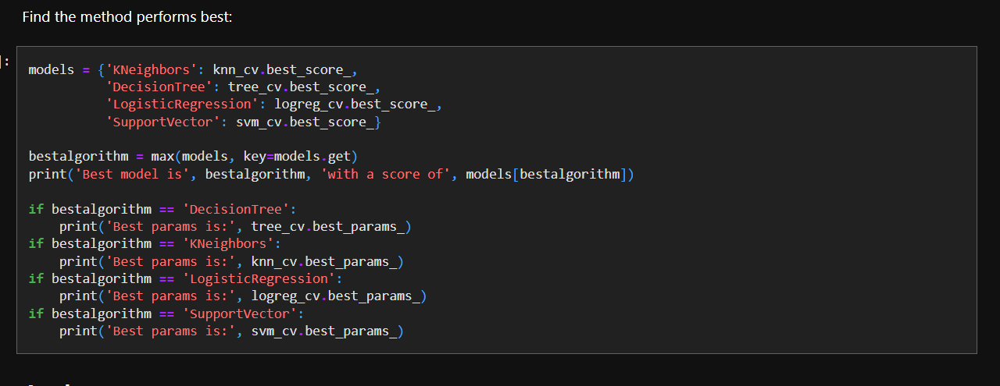 Find the method performs best:
]:
models = {'KNeighbors': knn_cv.best_score_,
'DecisionTree': tree_cv.best_score_,
'LogisticRegression': logreg_cv.best_score_,
'SupportVector': svm_cv.best_score_}
bestalgorithm = max(models, key=models.get)
print('Best model is', bestalgorithm, 'with a score of', models[bestalgorithm])
if bestalgorithm == 'DecisionTree':
print('Best params is:', tree_cv.best_params_)
if bestalgorithm == 'KNeighbors':
print('Best params is:', knn_cv.best_params_)
if bestalgorithm == 'LogisticRegression':
print('Best params is:', logreg_cv.best_params_)
if bestalgorithm == 'SupportVector':
print('Best params is:', svm_cv.best_params_)